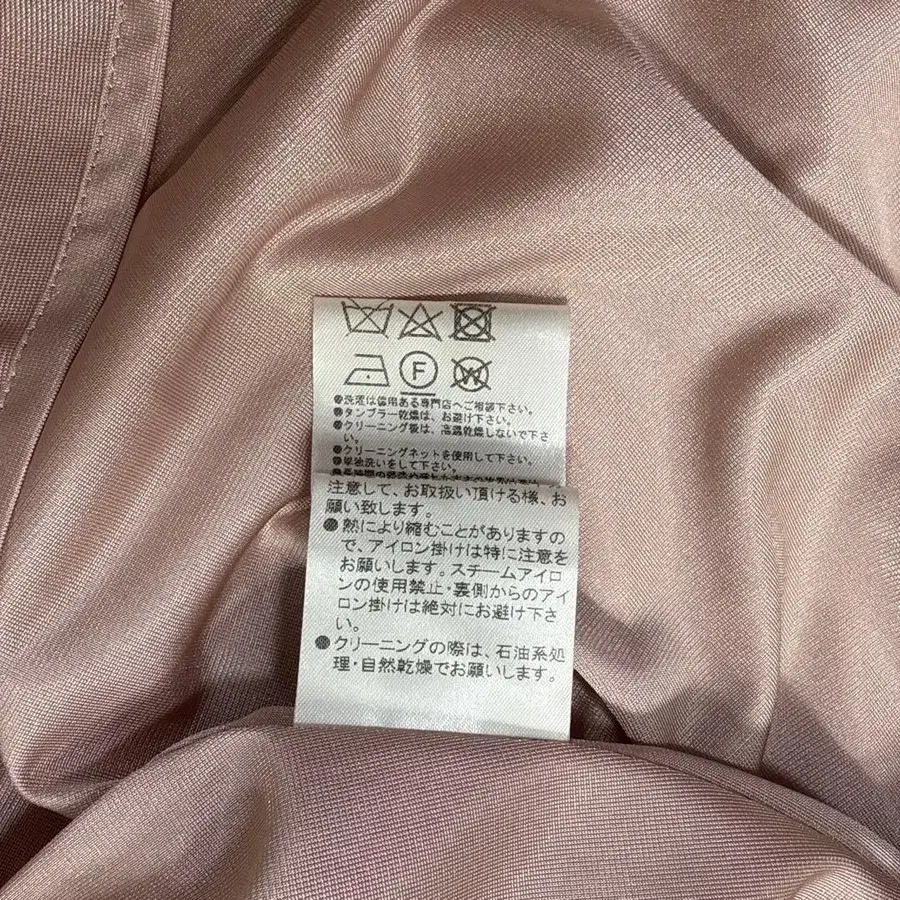 F
W
●洗濯は信用ある専門店へご相談下さい。
●タンブラー乾燥は、お避け下さい。
●クリーニング後は、高温乾燥しないで下さ
い。
●クリーニングネットを使用して下さい。
●単独洗いをして下さい。
注意して、お取扱い頂ける様、お
願い致します。
●熱により縮むことがありますの
で、アイロン掛けは特に注意を
お願いします。スチームアイロ
ンの使用禁止・裏側からのアイ
ロン掛けは絶対にお避け下さ
い。
●クリーニングの際は、石油系処
理・自然乾燥でお願いします。